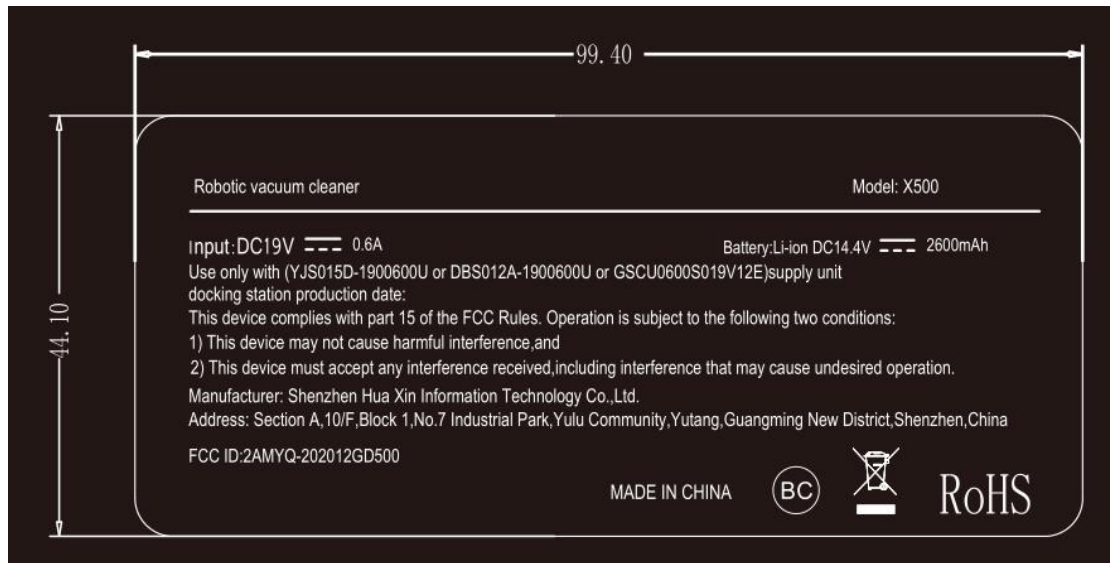 99.40
44.10
Robotic vacuum cleaner Model: X500
Input:DC19V 0.6A Battery:Li-ion DC14.4V 2600mAh
Use only with (YJS015D-1900600U or DBS012A-1900600U or GSCU0600S019V12E)supply unit
docking station production date:
This device complies with part 15 of the FCC Rules. Operation is subject to the following two conditions:
1) This device may not cause harmful interference,and
2) This device must accept any interference received,including interference that may cause undesired operation.
Manufacturer: Shenzhen Hua Xin Information Technology Co.,Ltd.
Address: Section A,10/F,Block 1,No.7 Industrial Park,Yulu Community,Yutang,Guangming New District,Shenzhen,China
FCC ID:2AMYQ-202012GD500
MADE IN CHINA BC RoHS